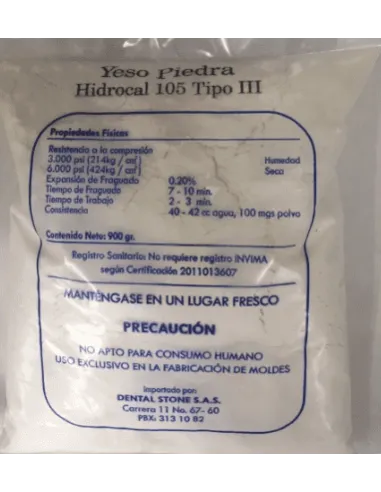 Yeso Piedra
Hidrocal 105 Tipo III
Propiedades Físicas
Resistencia a la compresión
3.000 psi (214kg / cm²) Humedad
6.000 psi (424kg / cm²) Seca
Expansión de Fraguado 0.20%
Tiempo de Fraguado 7 - 10 min.
Tiempo de Trabajo 2 - 3 min.
Consistencia 40 - 42 cc agua, 100 mgs polvo
Contenido Neto: 900 gr.
Registro Sanitario: No requiere registro INVIMA
según Certificación 2011013607
MANTÉNGASE EN UN LUGAR FRESCO
PRECAUCIÓN
NO APTO PARA CONSUMO HUMANO
USO EXCLUSIVO EN LA FABRICACIÓN DE MOLDES
Importado por:
DENTAL STONE S.A.S.
Carrera 11 No. 67- 60
PBX: 313 10 82